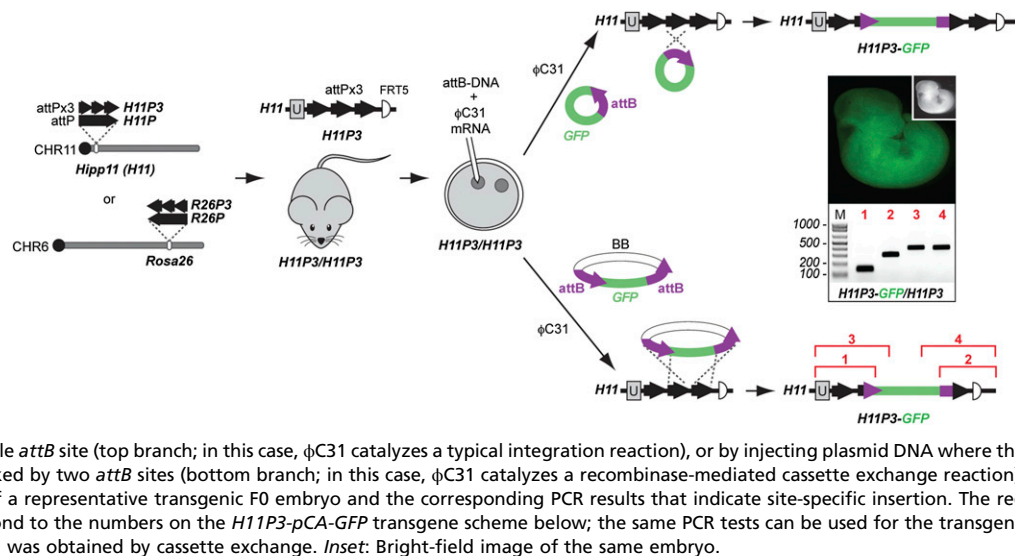 attPx3 H11P3
attP H11P
CHR11
Hipp11 (H11)
or
R26P3
R26P
CHR6
Rosa26
attPx3 FRT5
H11 U
H11P3
H11P3/H11P3
attB-DNA
+
ϕC31
mRNA
H11P3/H11P3
ϕC31
H11 U
attB
GFP
H11 U
H11P3-GFP
M 1 2 3 4
1000
500
200
100
H11P3-GFP/H11P3
BB
attB attB
GFP
ϕC31
H11 U
3 4
1 2
H11 U
H11P3-GFP
le attB site (top branch; in this case, ϕC31 catalyzes a typical integration reaction), or by injecting plasmid DNA where th
ked by two attB sites (bottom branch; in this case, ϕC31 catalyzes a recombinase-mediated cassette exchange reaction)
f a representative transgenic F0 embryo and the corresponding PCR results that indicate site-specific insertion. The re
ond to the numbers on the H11P3-pCA-GFP transgene scheme below; the same PCR tests can be used for the transgen
was obtained by cassette exchange. Inset: Bright-field image of the same embryo.